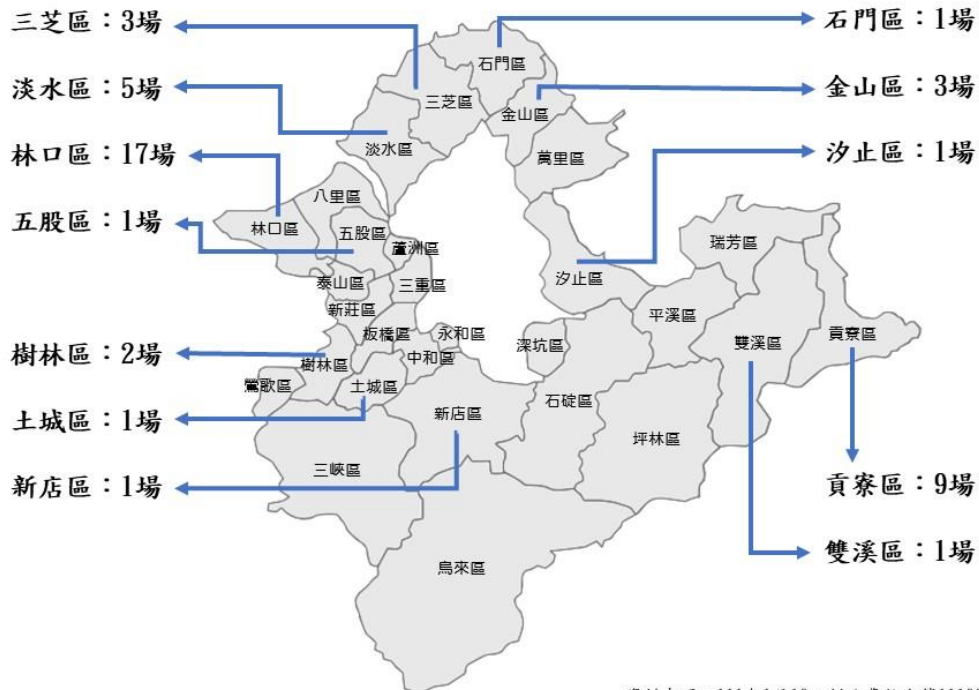 三芝區：3場
淡水區：5場
林口區：17場
五股區：1場
樹林區：2場
土城區：1場
新店區：1場
石門區：1場
金山區：3場
汐止區：1場
貢寮區：9場
雙溪區：1場
石門區
三芝區
金山區
淡水區
萬里區
八里區
林口區
五股區
蘆洲區
瑞芳區
汐止區
泰山區
三重區
新莊區
平溪區
板橋區
永和區
深坑區
雙溪區
貢寮區
樹林區
中和區
鶯歌區
土城區
石碇區
新店區
坪林區
三峽區
烏來區